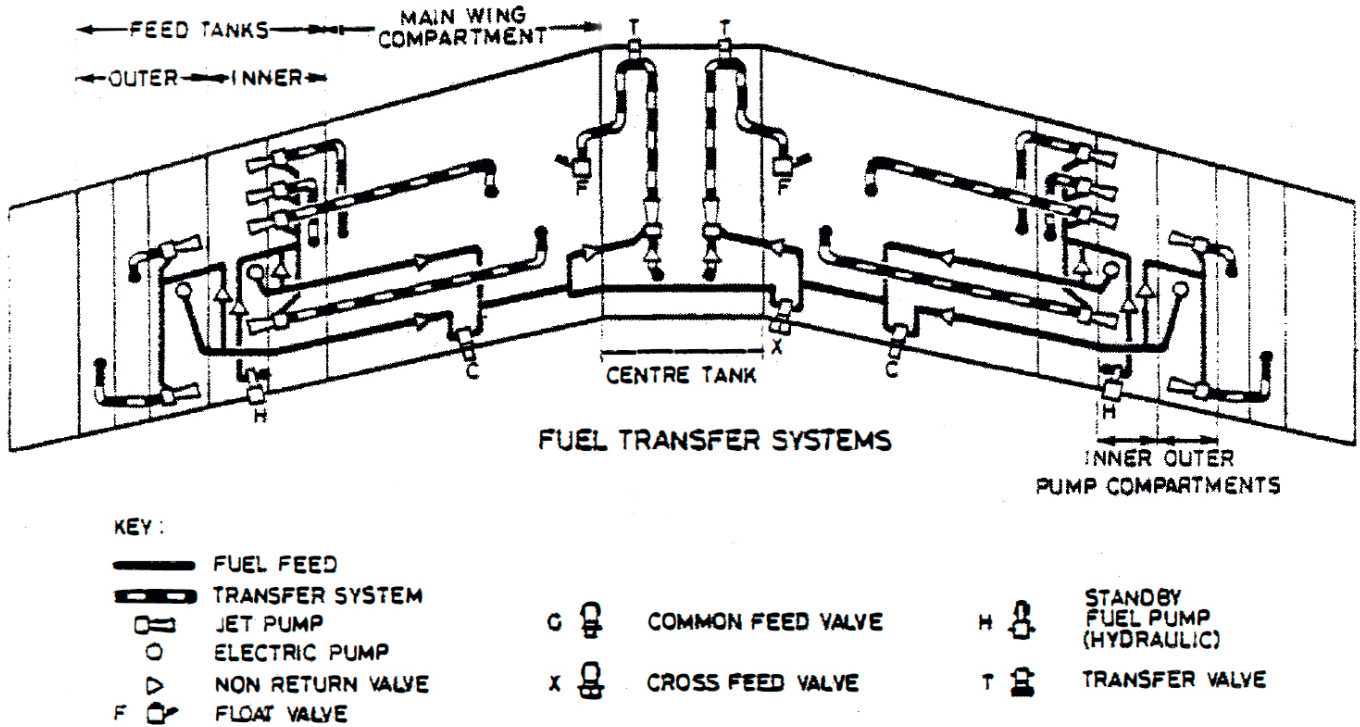 FEED TANKS
MAIN WING
COMPARTMENT
OUTER
INNER
T
T
F
F
C
X
C
H
H
CENTRE TANK
FUEL TRANSFER SYSTEMS
INNER OUTER
PUMP COMPARTMENTS
KEY :
FUEL FEED
TRANSFER SYSTEM
JET PUMP
ELECTRIC PUMP
NON RETURN VALVE
F FLOAT VALVE
C COMMON FEED VALVE
X CROSS FEED VALVE
H STANDBY
FUEL PUMP
(HYDRAULIC)
T TRANSFER VALVE